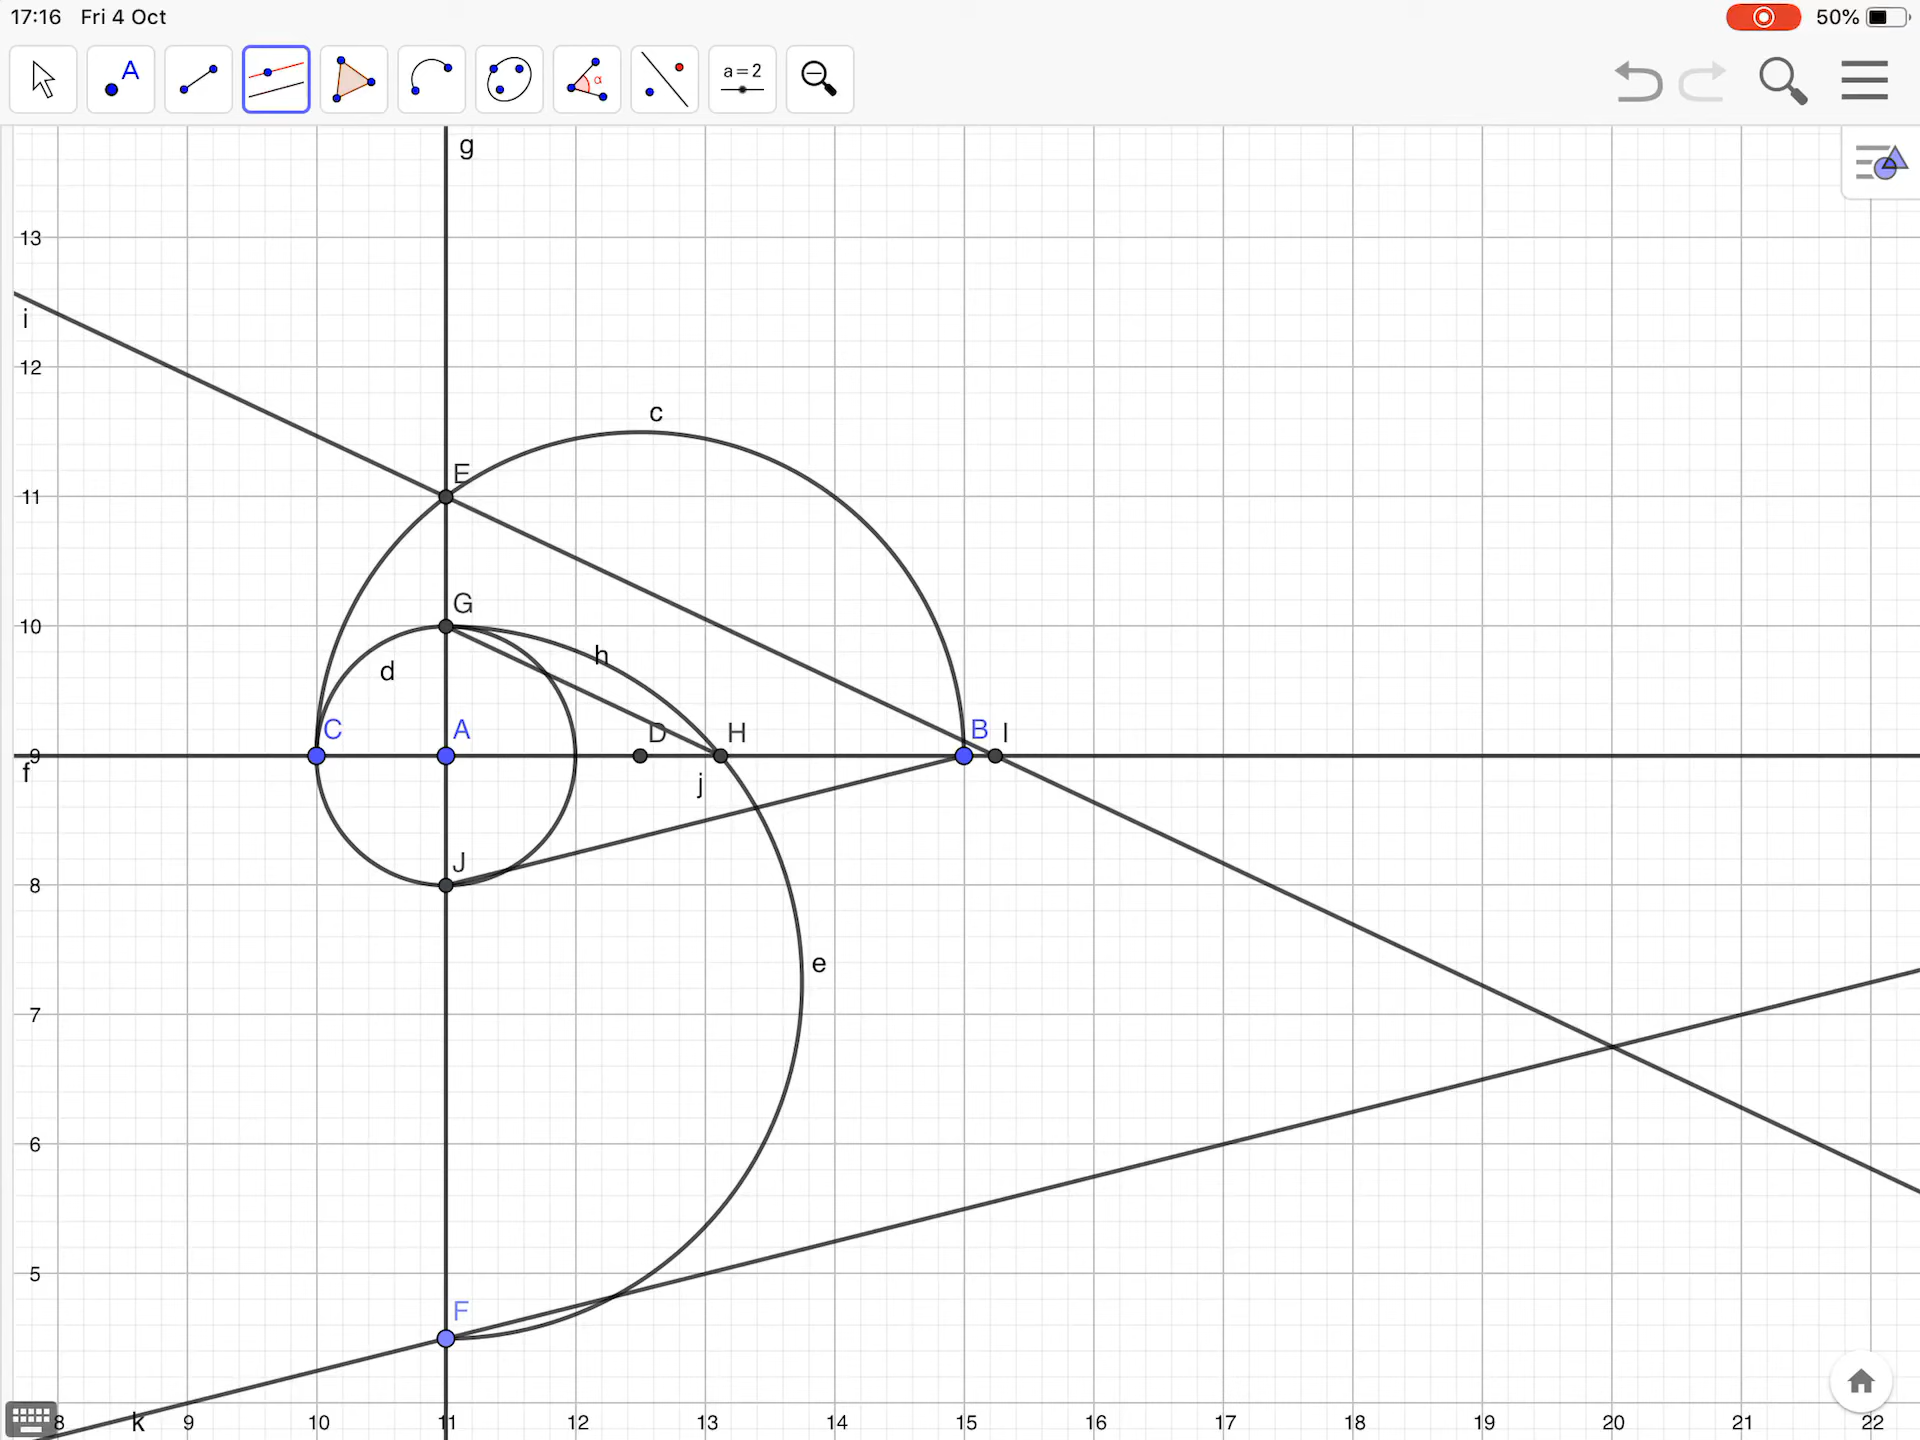 17:16 Fri 4 Oct 50%
A α a=2
g
13
i
12
c
E
11
G
10
h
d
C A D H B I
9
f
j
J
8
e
7
6
5
F
k
8 9 10 11 12 13 14 15 16 17 18 19 20 21 22